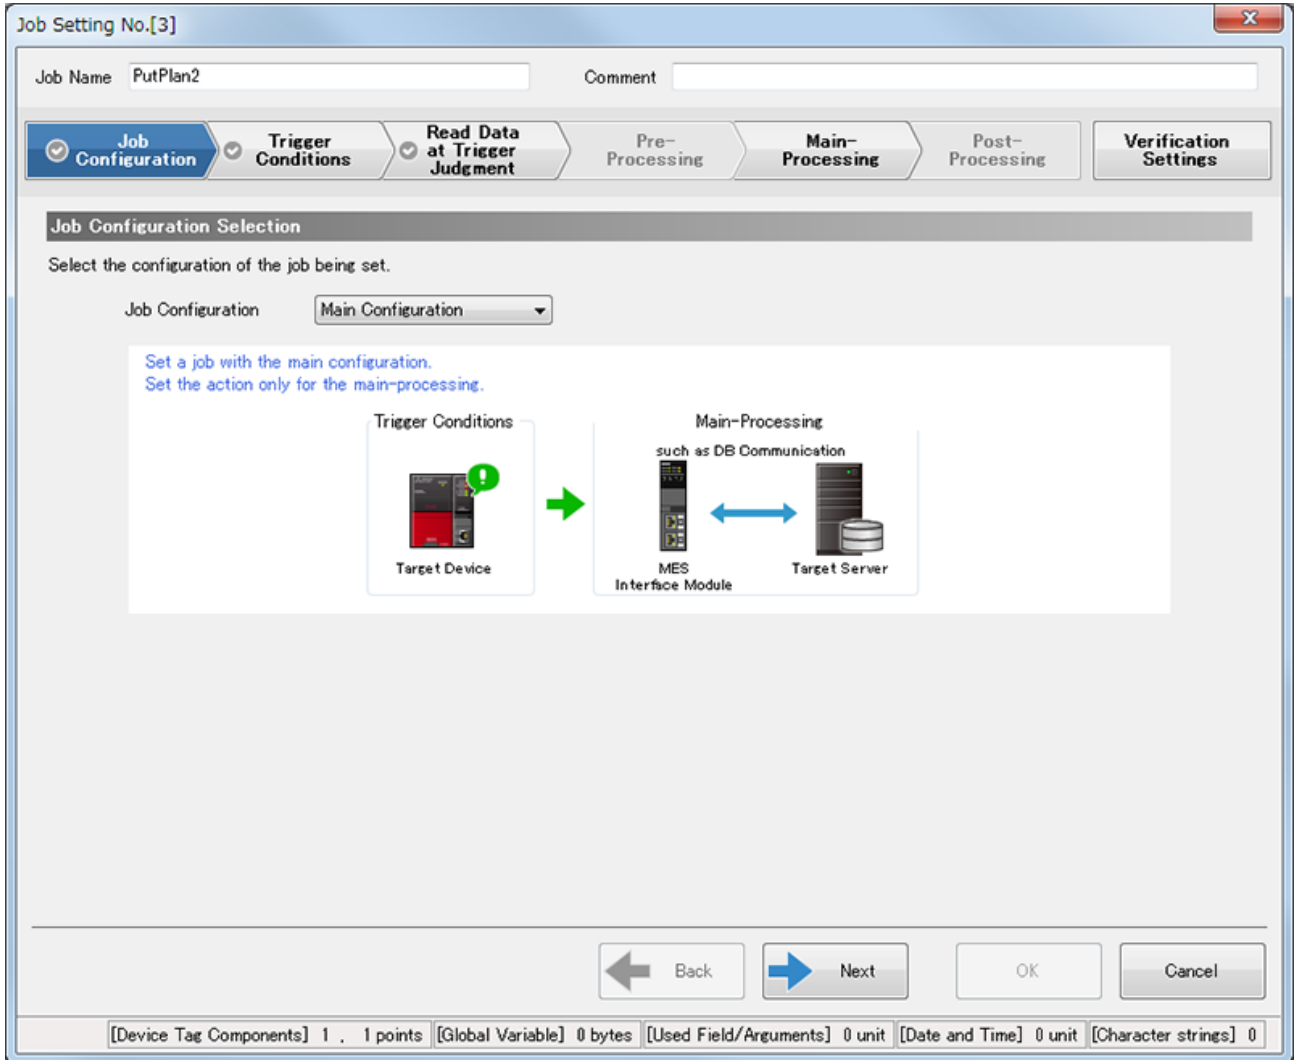 Job Setting No.[3]
Job Name PutPlan2 Comment
Job
Configuration
Trigger
Conditions
Read Data
at Trigger
Judgment
Pre-
Processing
Main-
Processing
Post-
Processing
Verification
Settings
Job Configuration Selection
Select the configuration of the job being set.
Job Configuration Main Configuration
Set a job with the main configuration.
Set the action only for the main-processing.
Trigger Conditions
Target Device
Main-Processing
such as DB Communication
MES
Interface Module
Target Server
Back Next OK Cancel
[Device Tag Components] 1 , 1 points [Global Variable] 0 bytes [Used Field/Arguments] 0 unit [Date and Time] 0 unit [Character strings] 0